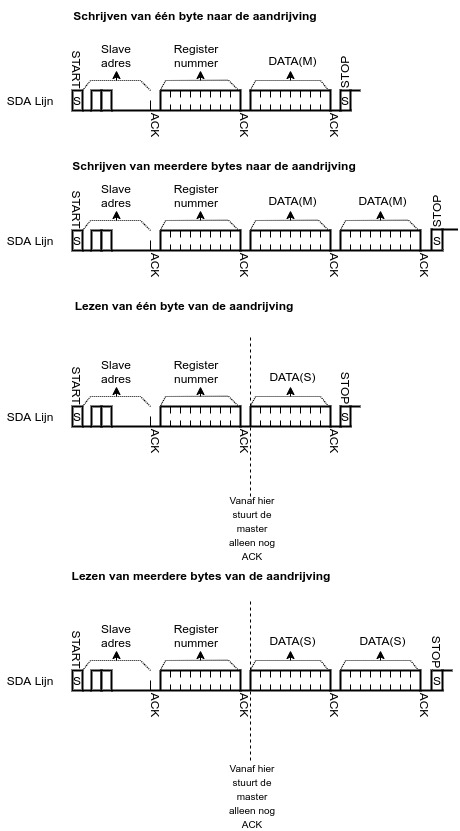 Schrijven van één byte naar de aandrijving
START
Slave
adres
Register
nummer
DATA(M)
STOP
SDA Lijn
S
S
ACK
ACK
ACK
Schrijven van meerdere bytes naar de aandrijving
START
Slave
adres
Register
nummer
DATA(M)
DATA(M)
STOP
SDA Lijn
S
S
ACK
ACK
ACK
ACK
Lezen van één byte van de aandrijving
START
Slave
adres
Register
nummer
DATA(S)
STOP
SDA Lijn
S
S
ACK
ACK
ACK
Vanaf hier
stuurt de
master
alleen nog
ACK
Lezen van meerdere bytes van de aandrijving
START
Slave
adres
Register
nummer
DATA(S)
DATA(S)
STOP
SDA Lijn
S
S
ACK
ACK
ACK
ACK
Vanaf hier
stuurt de
master
alleen nog
ACK